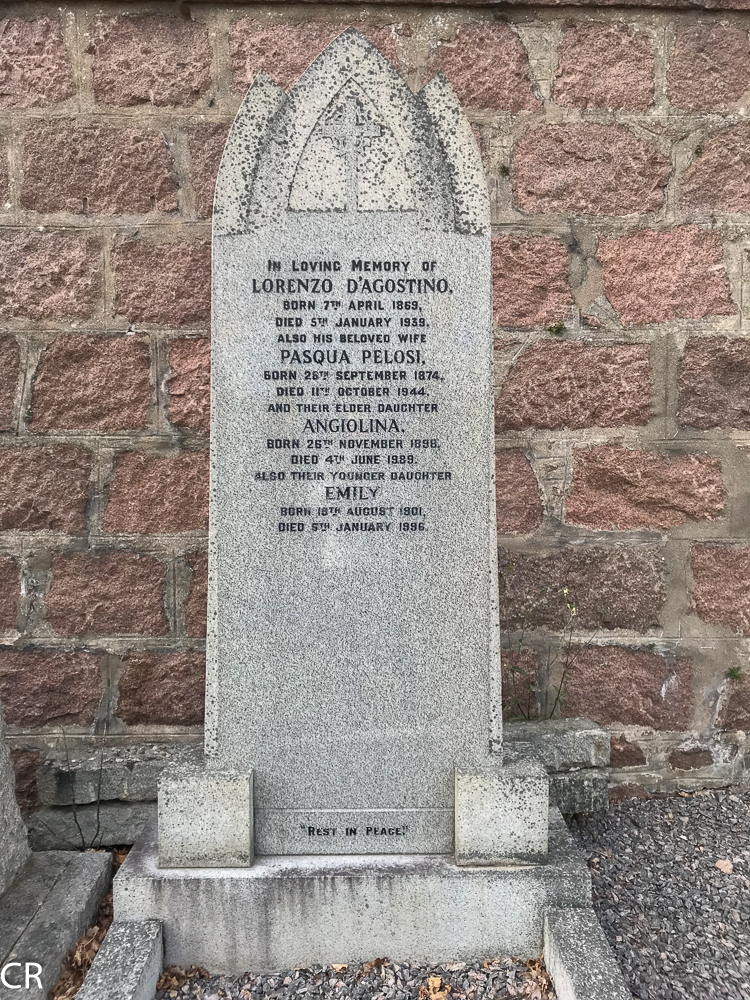 IN LOVING MEMORY OF
LORENZO D'AGOSTINO.
BORN 7TH APRIL 1869,
DIED 5TH JANUARY 1939.
ALSO HIS BELOVED WIFE
PASQUA PELOSI.
BORN 25TH SEPTEMBER 1874,
DIED 11TH OCTOBER 1944.
AND THEIR ELDER DAUGHTER
ANGIOLINA.
BORN 26TH NOVEMBER 1896,
DIED 4TH JUNE 1989.
ALSO THEIR YOUNGER DAUGHTER
EMILY
BORN 15TH AUGUST 1901,
DIED 5TH JANUARY 1996.
"REST IN PEACE."
CR